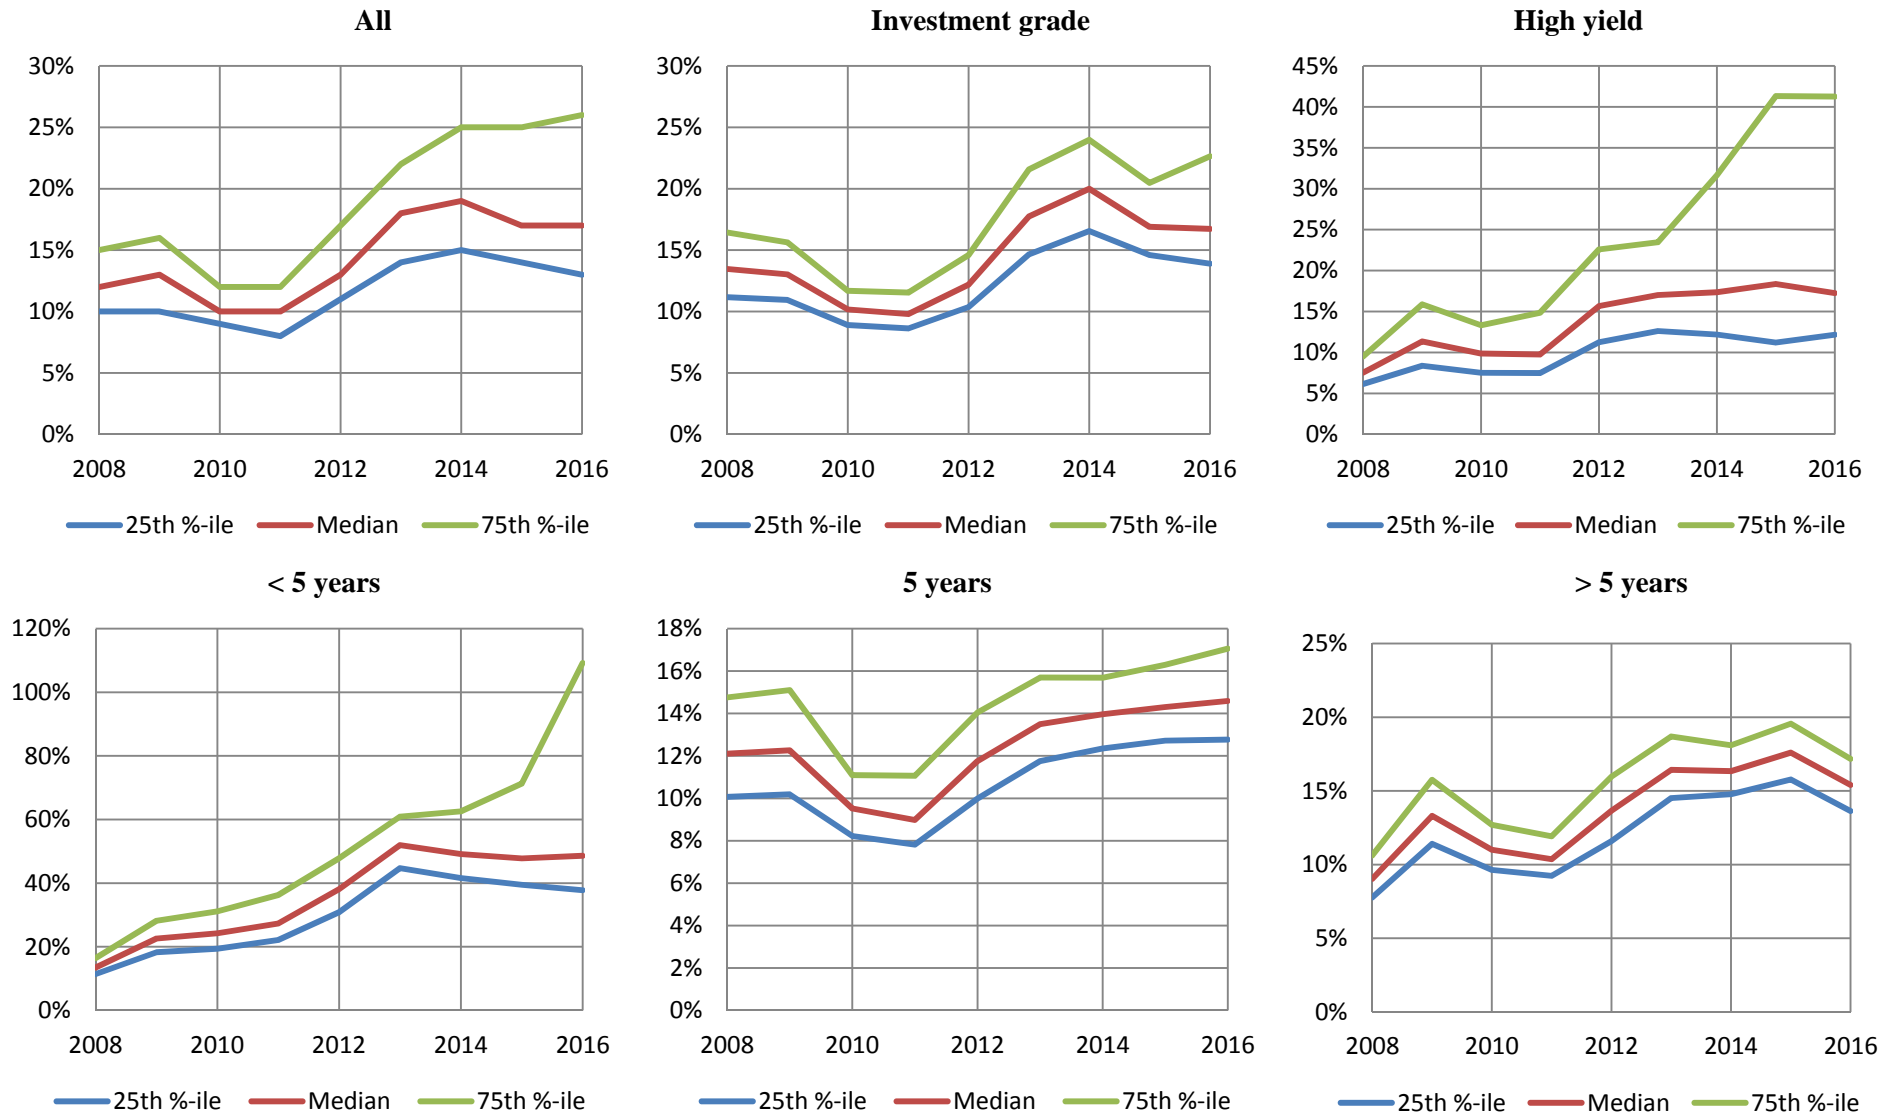 All
30%
25%
20%
15%
10%
5%
0%
2008 2010 2012 2014 2016
25th %-ile Median 75th %-ile
Investment grade
30%
25%
20%
15%
10%
5%
0%
2008 2010 2012 2014 2016
25th %-ile Median 75th %-ile
High yield
45%
40%
35%
30%
25%
20%
15%
10%
5%
0%
2008 2010 2012 2014 2016
25th %-ile Median 75th %-ile
< 5 years
120%
100%
80%
60%
40%
20%
0%
2008 2010 2012 2014 2016
25th %-ile Median 75th %-ile
5 years
18%
16%
14%
12%
10%
8%
6%
4%
2%
0%
2008 2010 2012 2014 2016
25th %-ile Median 75th %-ile
> 5 years
25%
20%
15%
10%
5%
0%
2008 2010 2012 2014 2016
25th %-ile Median 75th %-ile